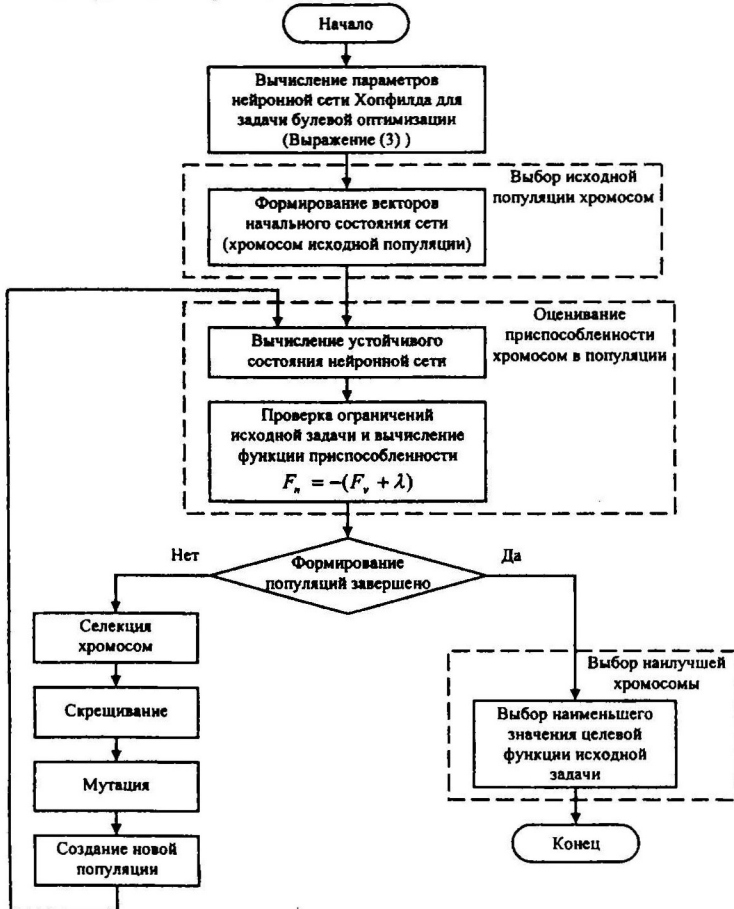 Начало
Вычисление параметров
нейронной сети Хопфилда для
задачи булевой оптимизации
(Выражение (3) )
Выбор исходной
популяции хромосом
Формирование векторов
начального состояния сети
(хромосом исходной популяции)
Оценивание
приспособленности
хромосом в популяции
Вычисление устойчивого
состояния нейронной сети
Проверка ограничений
исходной задачи и вычисление
функции приспособленности
F_n = −(F_v + λ)
Нет
Формирование
популяций завершено
Да
Селекция
хромосом
Скрещивание
Мутация
Создание новой
популяции
Выбор наилучшей
хромосомы
Выбор наименьшего
значения целевой
функции исходной
задачи
Конец